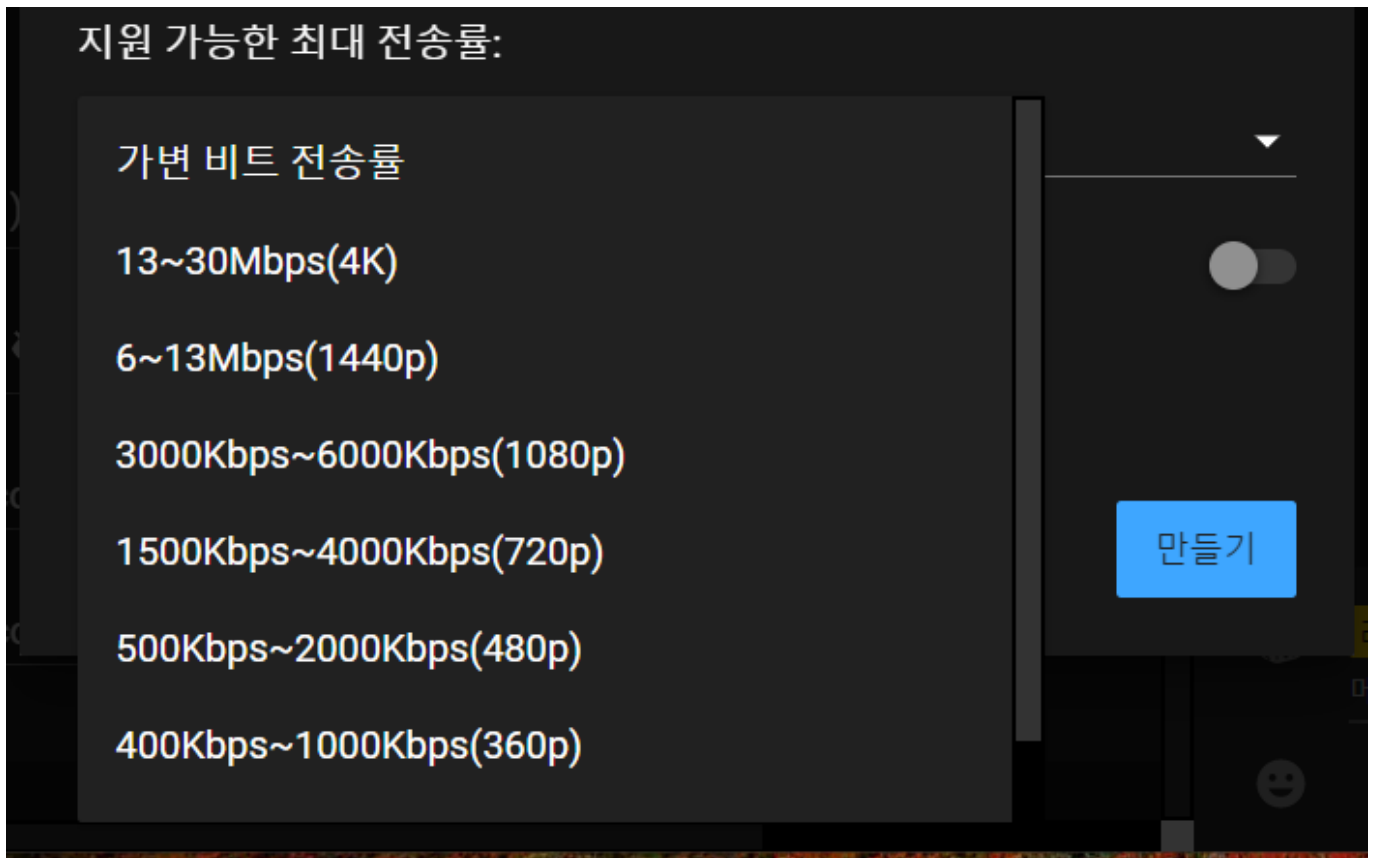 지원 가능한 최대 전송률:
가변 비트 전송률
13~30Mbps(4K)
6~13Mbps(1440p)
3000Kbps~6000Kbps(1080p)
1500Kbps~4000Kbps(720p)
만들기
500Kbps~2000Kbps(480p)
400Kbps~1000Kbps(360p)